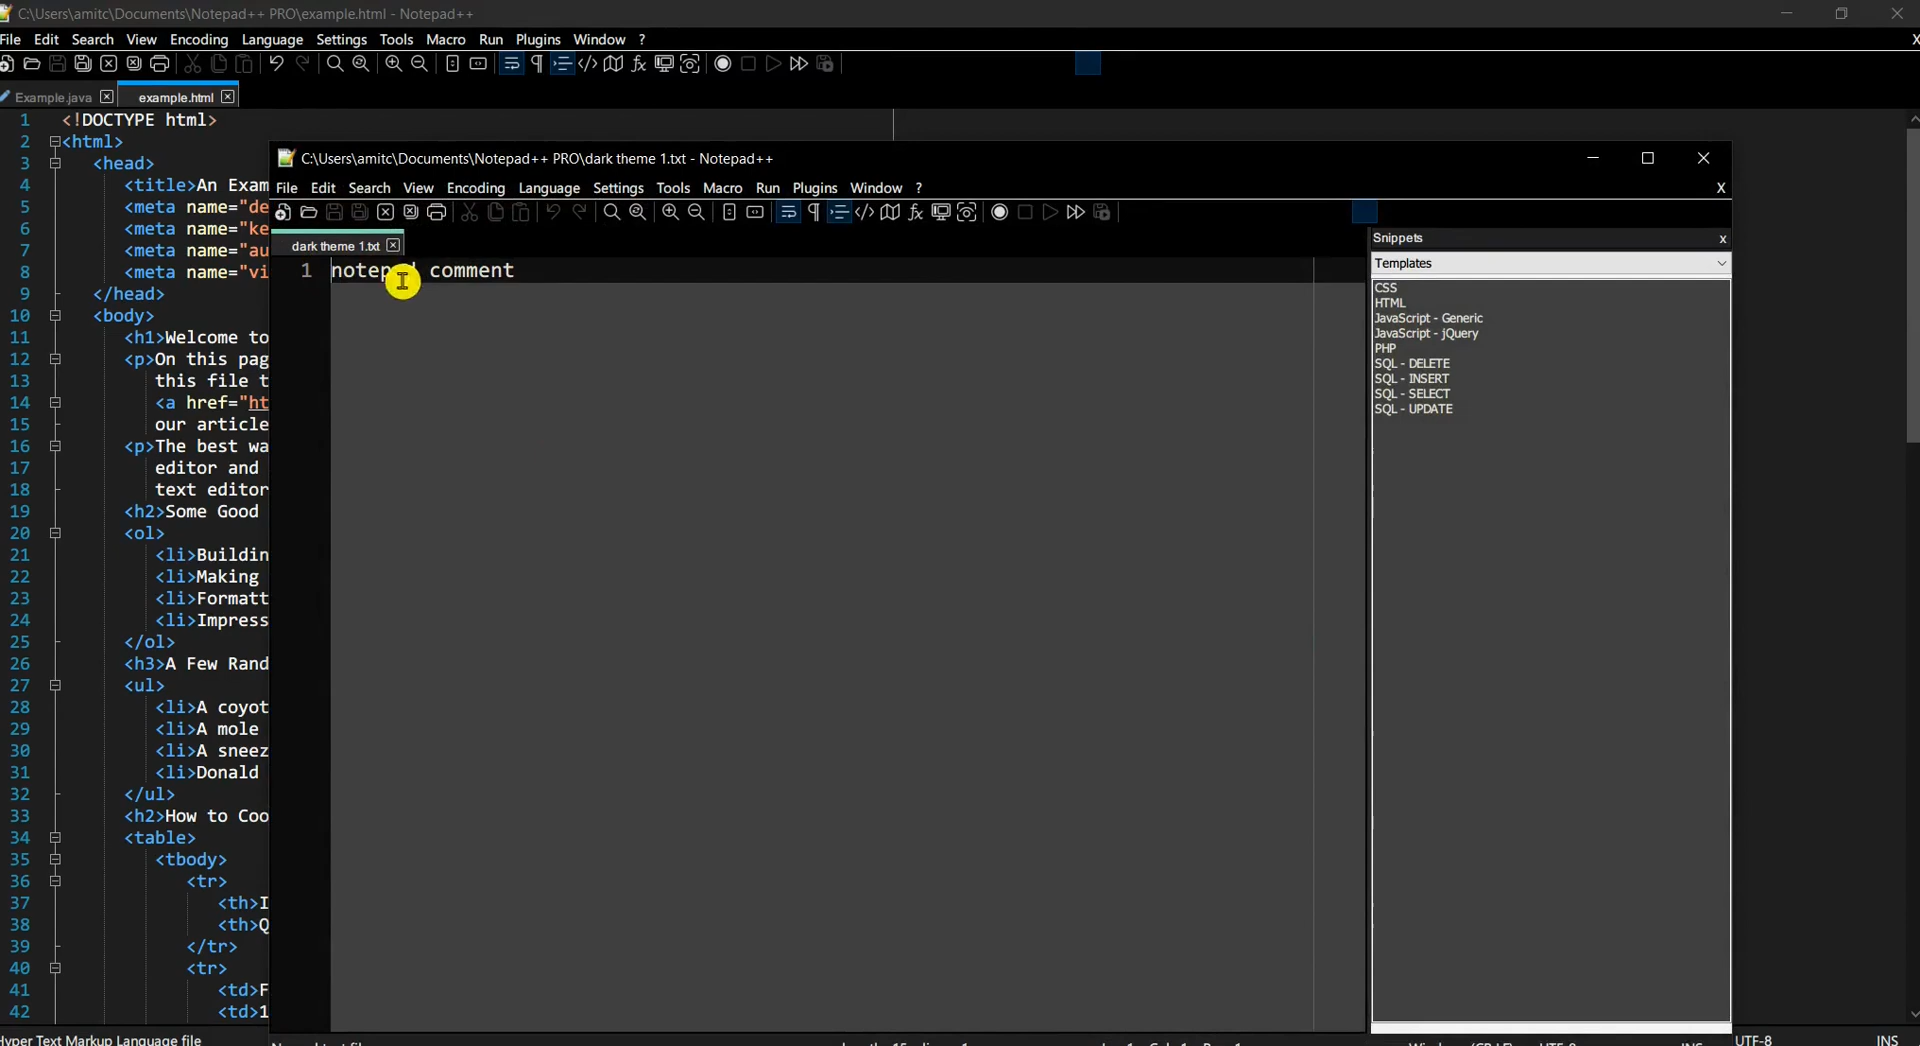 C:\Users\amitc\Documents\Notepad++ PRO\example.html - Notepad++
File Edit Search View Encoding Language Settings Tools Macro Run Plugins Window ? X
Example.java example.html
1 <!DOCTYPE html>
2 <html>
3 <head>
4 <title>An Exam
5 <meta name="de
6 <meta name="ke
7 <meta name="au
8 <meta name="vi
9 </head>
10 <body>
11 <h1>Welcome to
12 <p>On this pag
13 this file t
14 <a href="ht
15 our article
16 <p>The best wa
17 editor and
18 text editor
19 <h2>Some Good
20 <ol>
21 <li>Buildin
22 <li>Making
23 <li>Formatt
24 <li>Impress
25 </ol>
26 <h3>A Few Rand
27 <ul>
28 <li>A coyot
29 <li>A mole
30 <li>A sneez
31 <li>Donald
32 </ul>
33 <h2>How to Coo
34 <table>
35 <tbody>
36 <tr>
37 <th>I
38 <th>Q
39 </tr>
40 <tr>
41 <td>F
42 <td>1
Hyper Text Markup Language file
UTF-8 INS
C:\Users\amitc\Documents\Notepad++ PRO\dark theme 1.txt - Notepad++
File Edit Search View Encoding Language Settings Tools Macro Run Plugins Window ? X
dark theme 1.txt
1 notepad comment
Snippets x
Templates
CSS
HTML
JavaScript - Generic
JavaScript - jQuery
PHP
SQL - DELETE
SQL - INSERT
SQL - SELECT
SQL - UPDATE